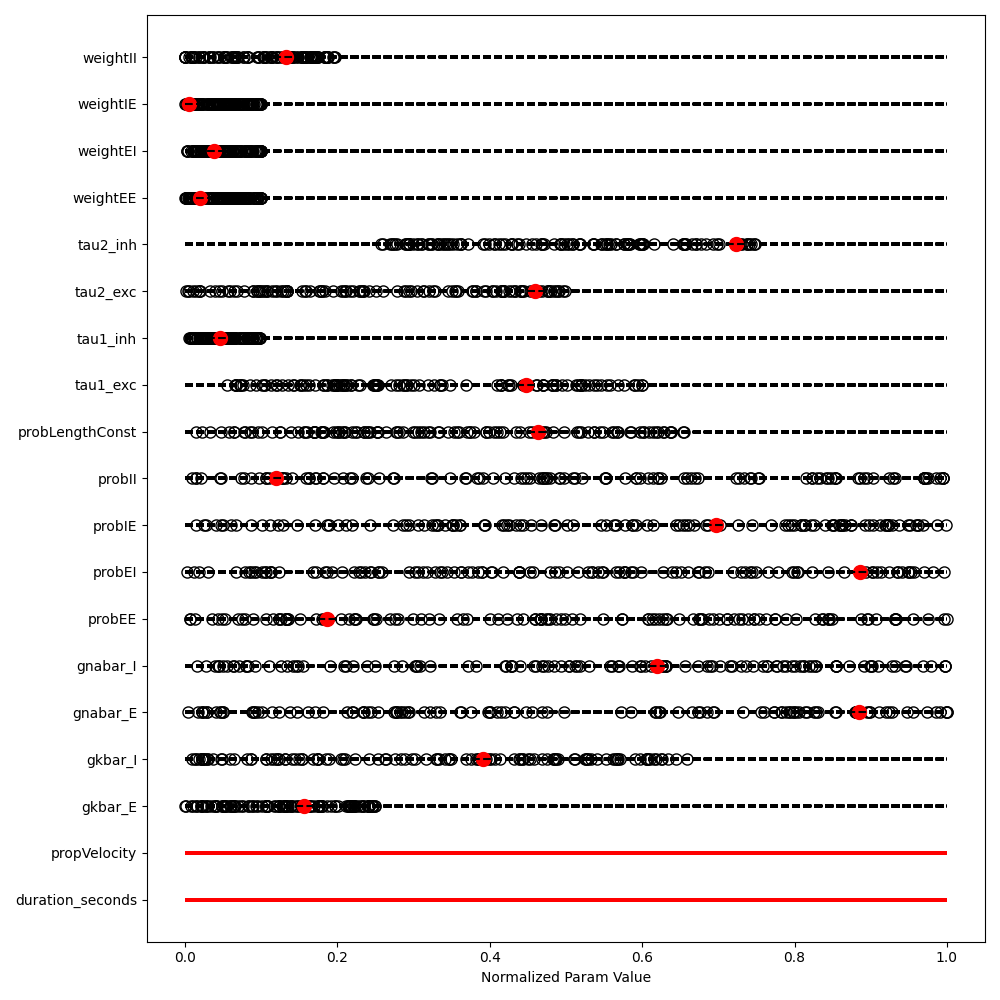 weightII
weightIE
weightEI
weightEE
tau2_inh
tau2_exc
tau1_inh
tau1_exc
probLengthConst
probII
probIE
probEI
probEE
gnabar_I
gnabar_E
gkbar_I
gkbar_E
propVelocity
duration_seconds
0.0 0.2 0.4 0.6 0.8 1.0
Normalized Param Value